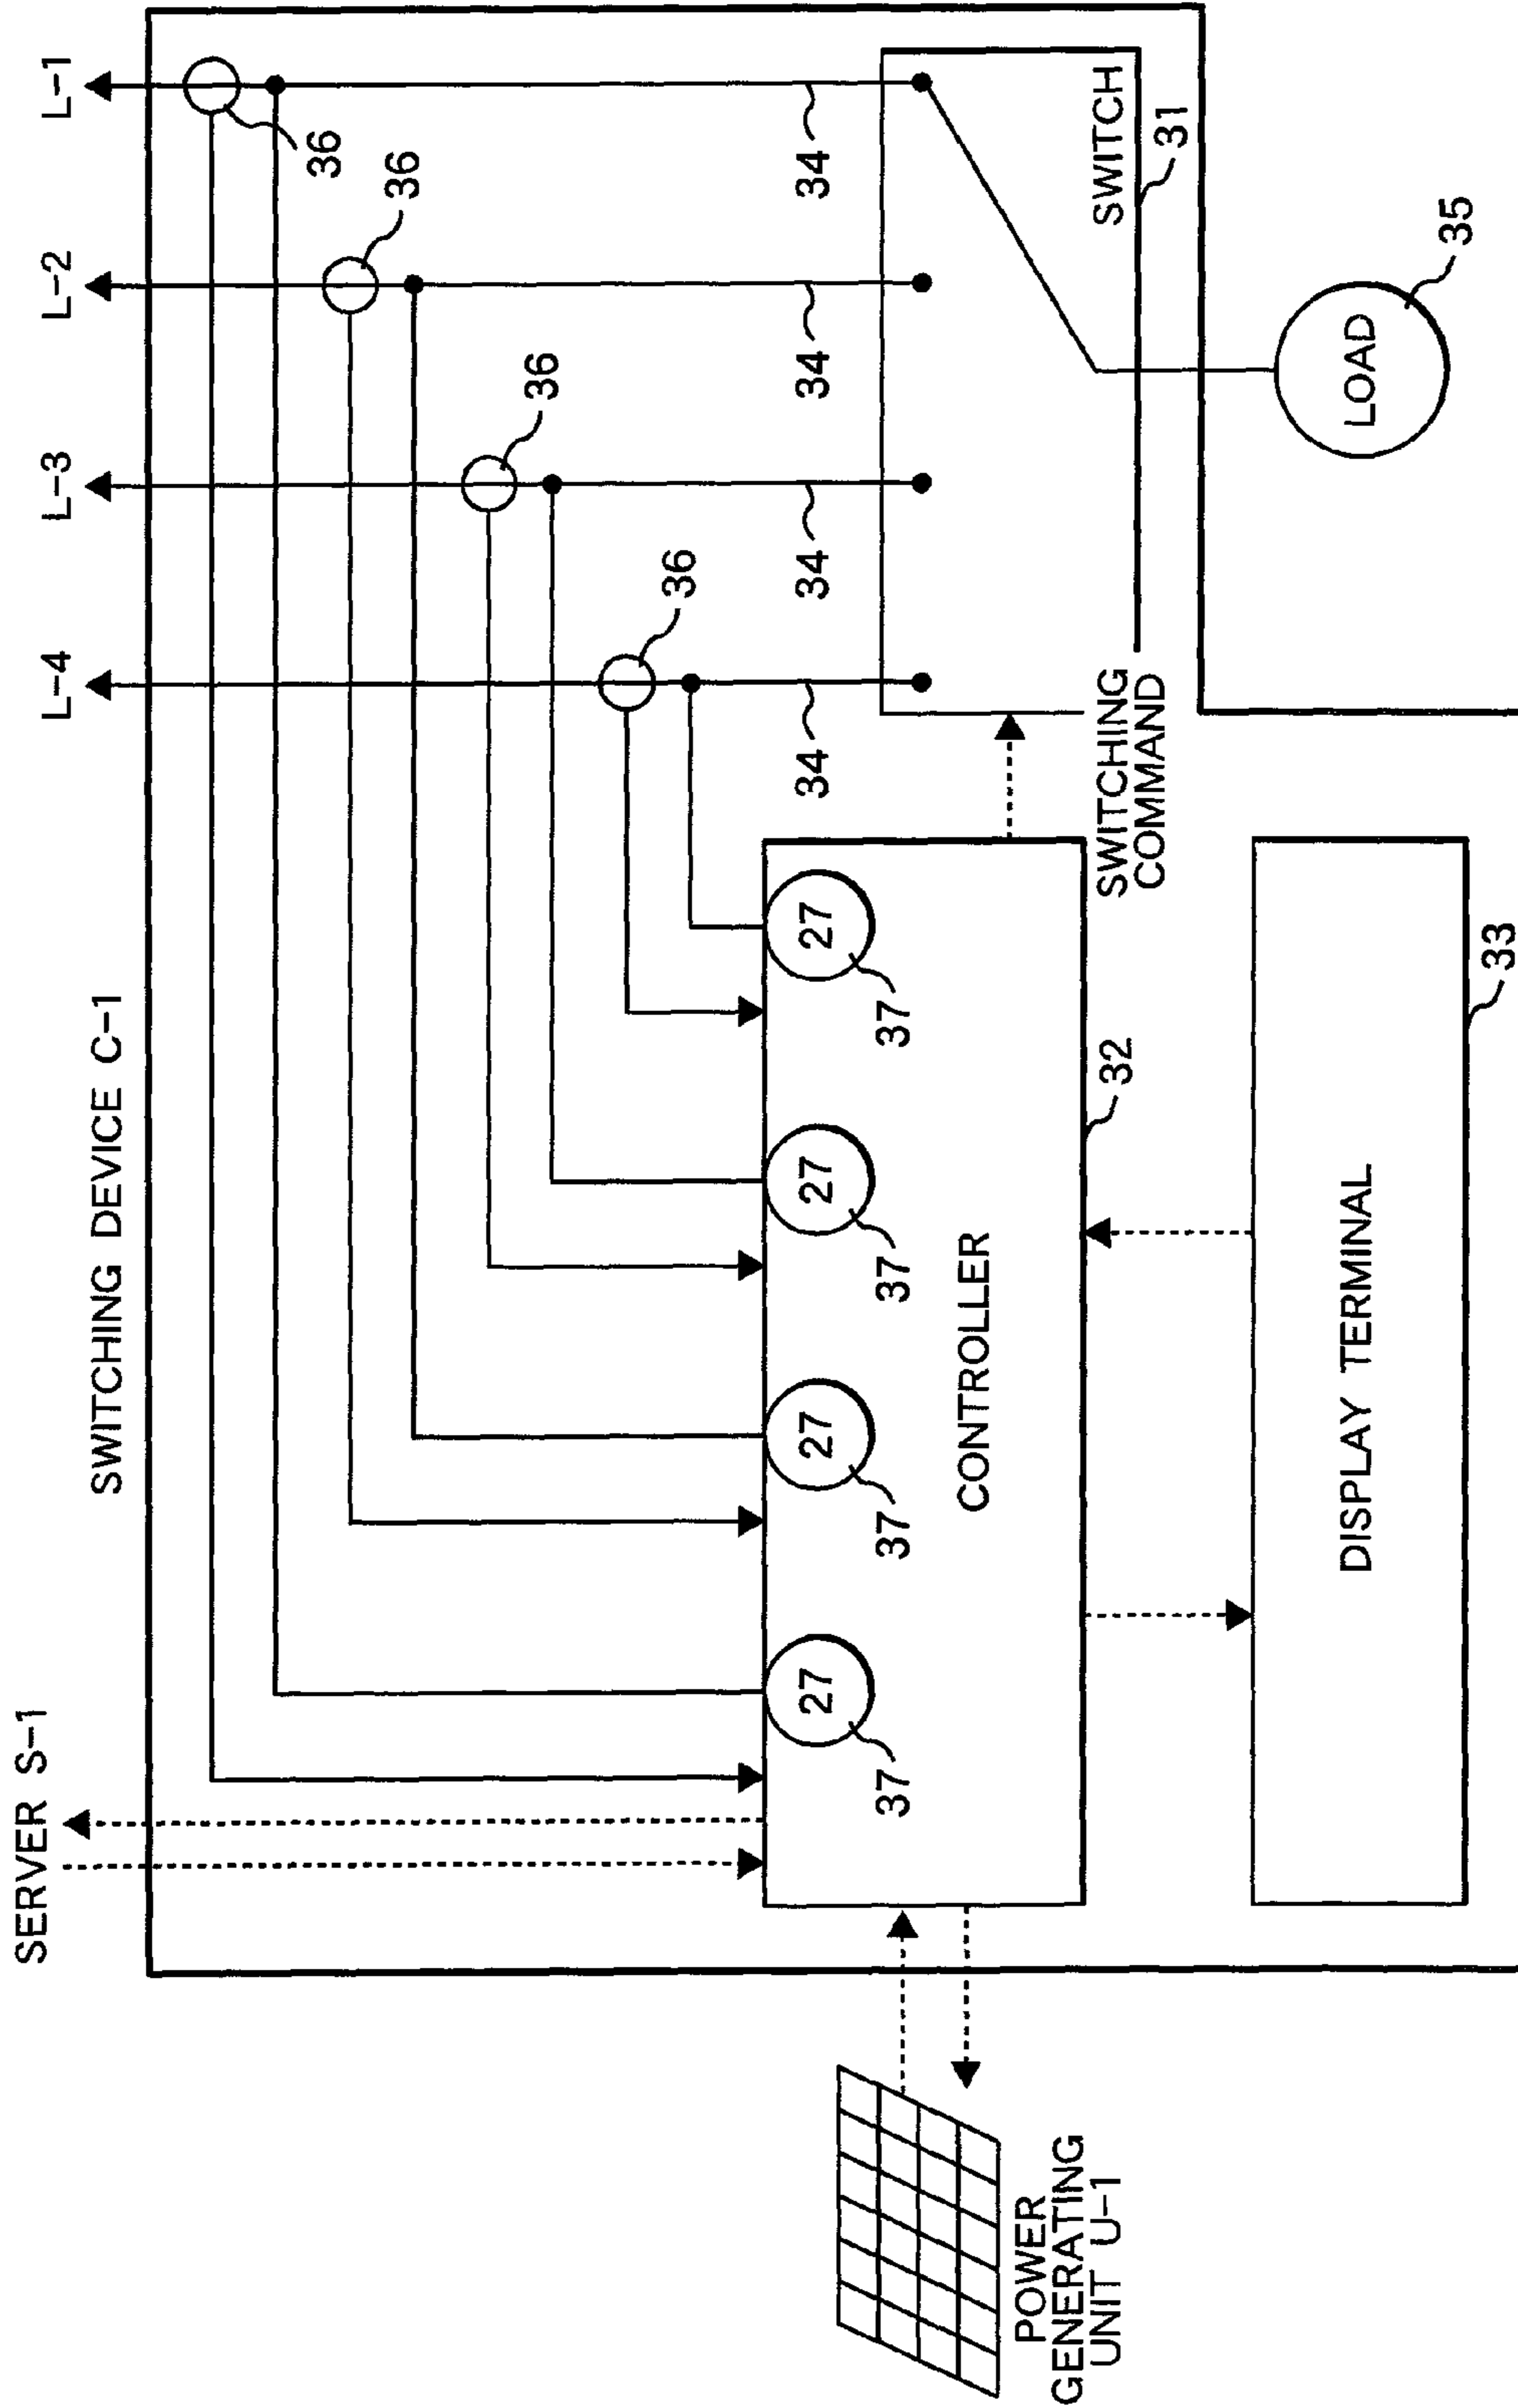 SERVER S-1
SWITCHING DEVICE C-1
L-4
L-3
L-2
L-1
36
36
36
36
34
34
34
34
27
27
27
27
37
37
37
37
CONTROLLER
32
SWITCHING
COMMAND
SWITCH
31
POWER
GENERATING
UNIT U-1
DISPLAY TERMINAL
33
LOAD
35